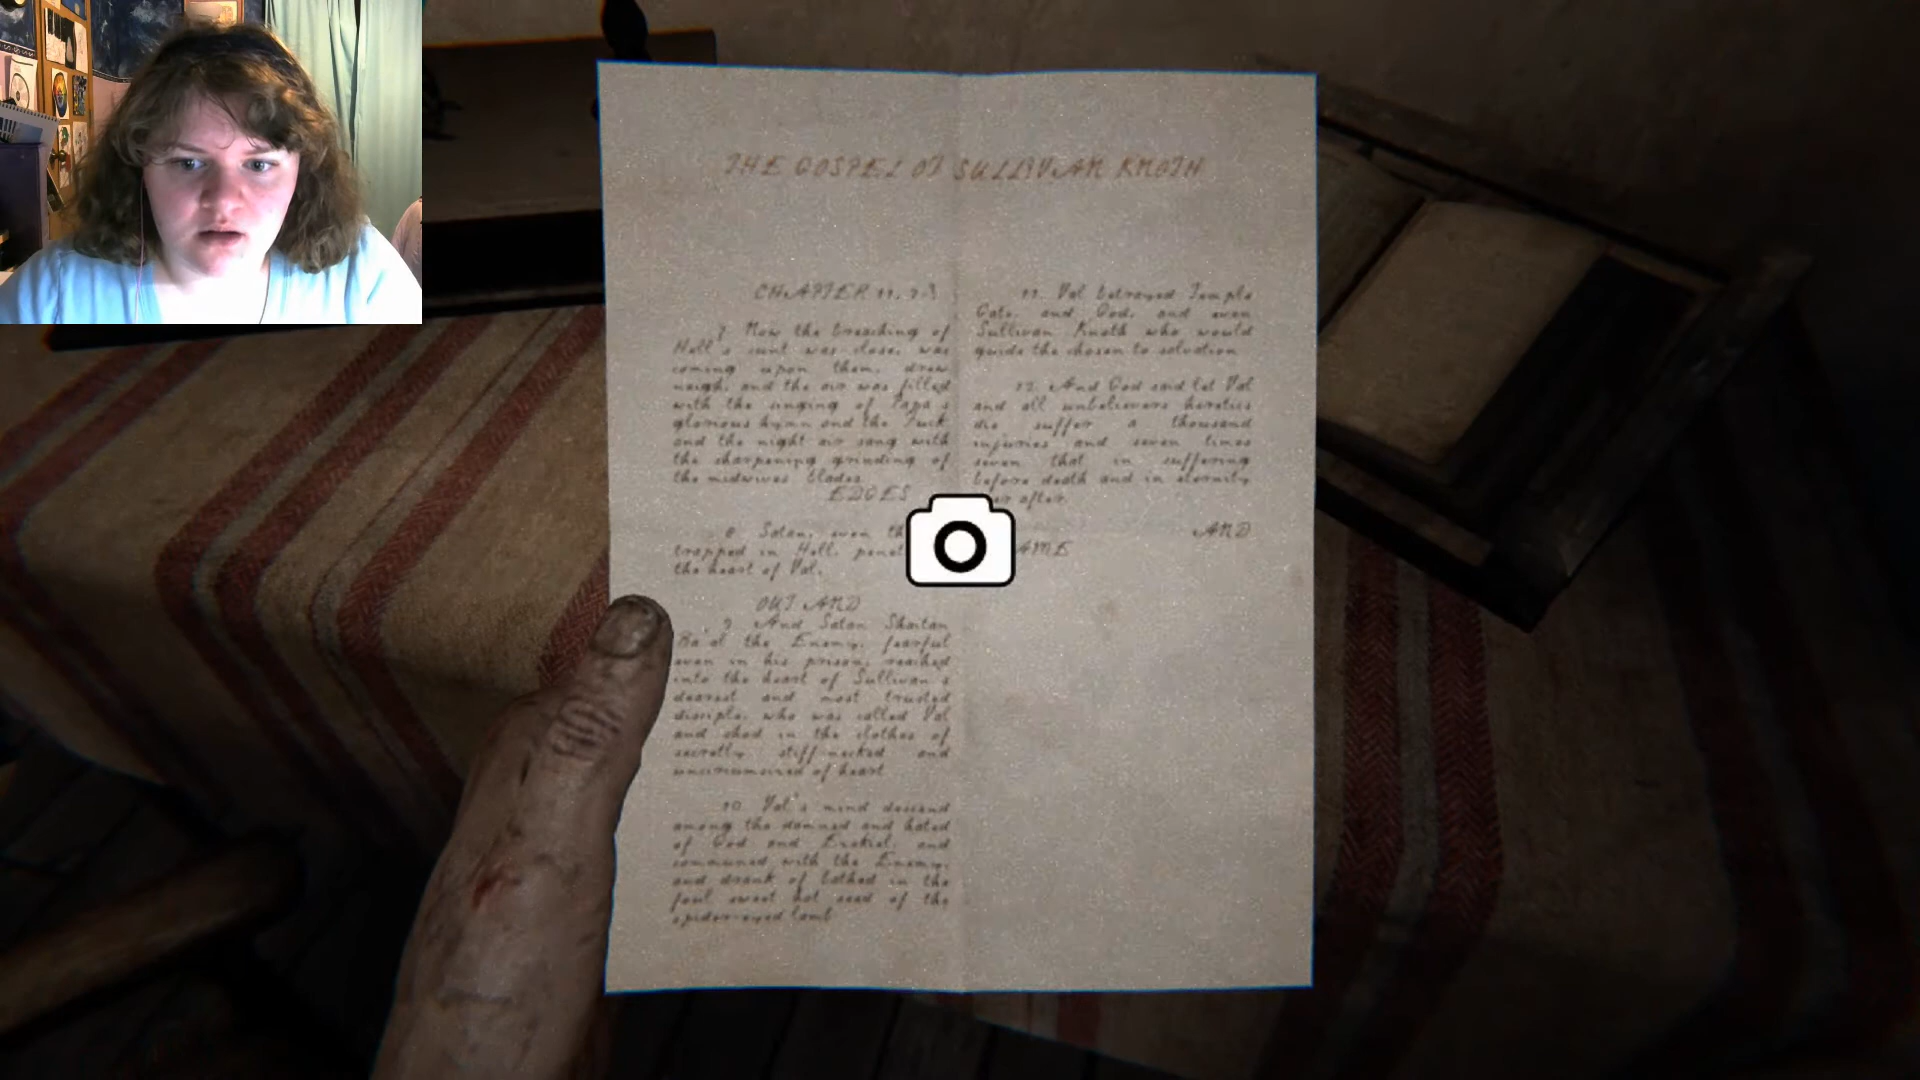 THE GOSPEL OF SULLIVAN KNOTH
CHAPTER 11, 7-3
7 Now the breaching of
Hell's cunt was close, was
coming upon them, drew
neigh, and the air was filled
with the singing of Papa's
glorious hymn and the Fuck
and the night air sang with
the sharpening grinding of
the midwives blades
EDGES
8 Satan, even
trapped in Hell,
the heart of Val.
OUT AND
9 And Satan Shaitan
Ba'al the Enemy, fearful
even in his prison, reached
into the heart of Sullivan's
dearest and most trusted
disciple, who was called Val
and shod in the clothes of
secretly stiff-necked and
uncircumcised of heart
10 Val's mind descend
among the damned and hated
of God and Ezekiel, and
communed with the Enemy,
and drank of bathed in the
foul sweet hot seed of the
spider-eyed lamb
11. Val betrayed Temple
Gate, and God, and even
Sullivan Knoth who would
guide the chosen to salvation
12. And God said let Val
and all unbelievers heretics
die suffer a thousand
injuries and seven times
seven that in suffering
before death and in eternity
after.
AND